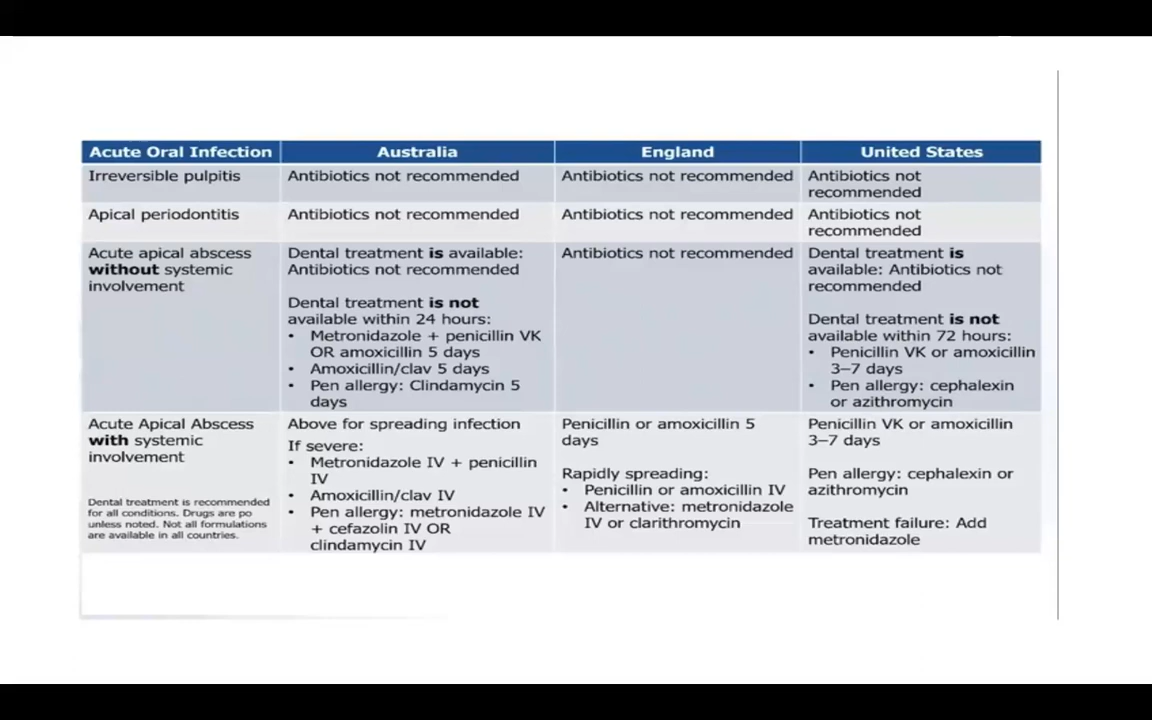 Acute Oral Infection
Australia
England
United States
Irreversible pulpitis
Antibiotics not recommended
Antibiotics not recommended
Antibiotics not
recommended
Apical periodontitis
Antibiotics not recommended
Antibiotics not recommended
Antibiotics not
recommended
Acute apical abscess
without systemic
involvement
Dental treatment is available:
Antibiotics not recommended
Dental treatment is not
available within 24 hours:
• Metronidazole + penicillin VK
OR amoxicillin 5 days
• Amoxicillin/clav 5 days
• Pen allergy: Clindamycin 5
days
Antibiotics not recommended
Dental treatment is
available: Antibiotics not
recommended
Dental treatment is not
available within 72 hours:
• Penicillin VK or amoxicillin
3–7 days
• Pen allergy: cephalexin
or azithromycin
Acute Apical Abscess
with systemic
involvement
Dental treatment is recommended
for all conditions. Drugs are po
unless noted. Not all formulations
are available in all countries.
Above for spreading infection
If severe:
• Metronidazole IV + penicillin
IV
• Amoxicillin/clav IV
• Pen allergy: metronidazole IV
+ cefazolin IV OR
clindamycin IV
Penicillin or amoxicillin 5
days
Rapidly spreading:
• Penicillin or amoxicillin IV
• Alternative: metronidazole
IV or clarithromycin
Penicillin VK or amoxicillin
3–7 days
Pen allergy: cephalexin or
azithromycin
Treatment failure: Add
metronidazole